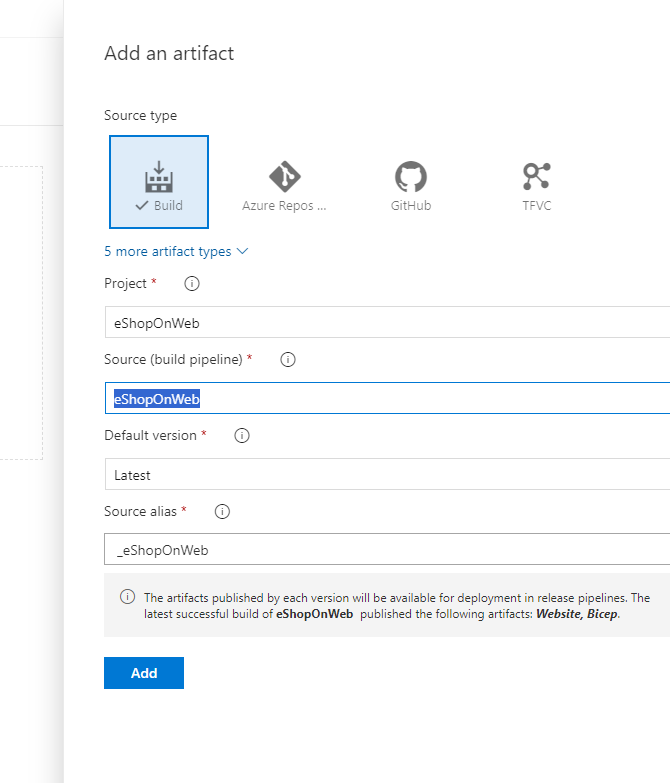 Add an artifact
Source type
Build
Azure Repos ...
GitHub
TFVC
5 more artifact types
Project *
eShopOnWeb
Source (build pipeline) *
eShopOnWeb
Default version *
Latest
Source alias *
_eShopOnWeb
The artifacts published by each version will be available for deployment in release pipelines. The
latest successful build of eShopOnWeb published the following artifacts: Website, Bicep.
Add